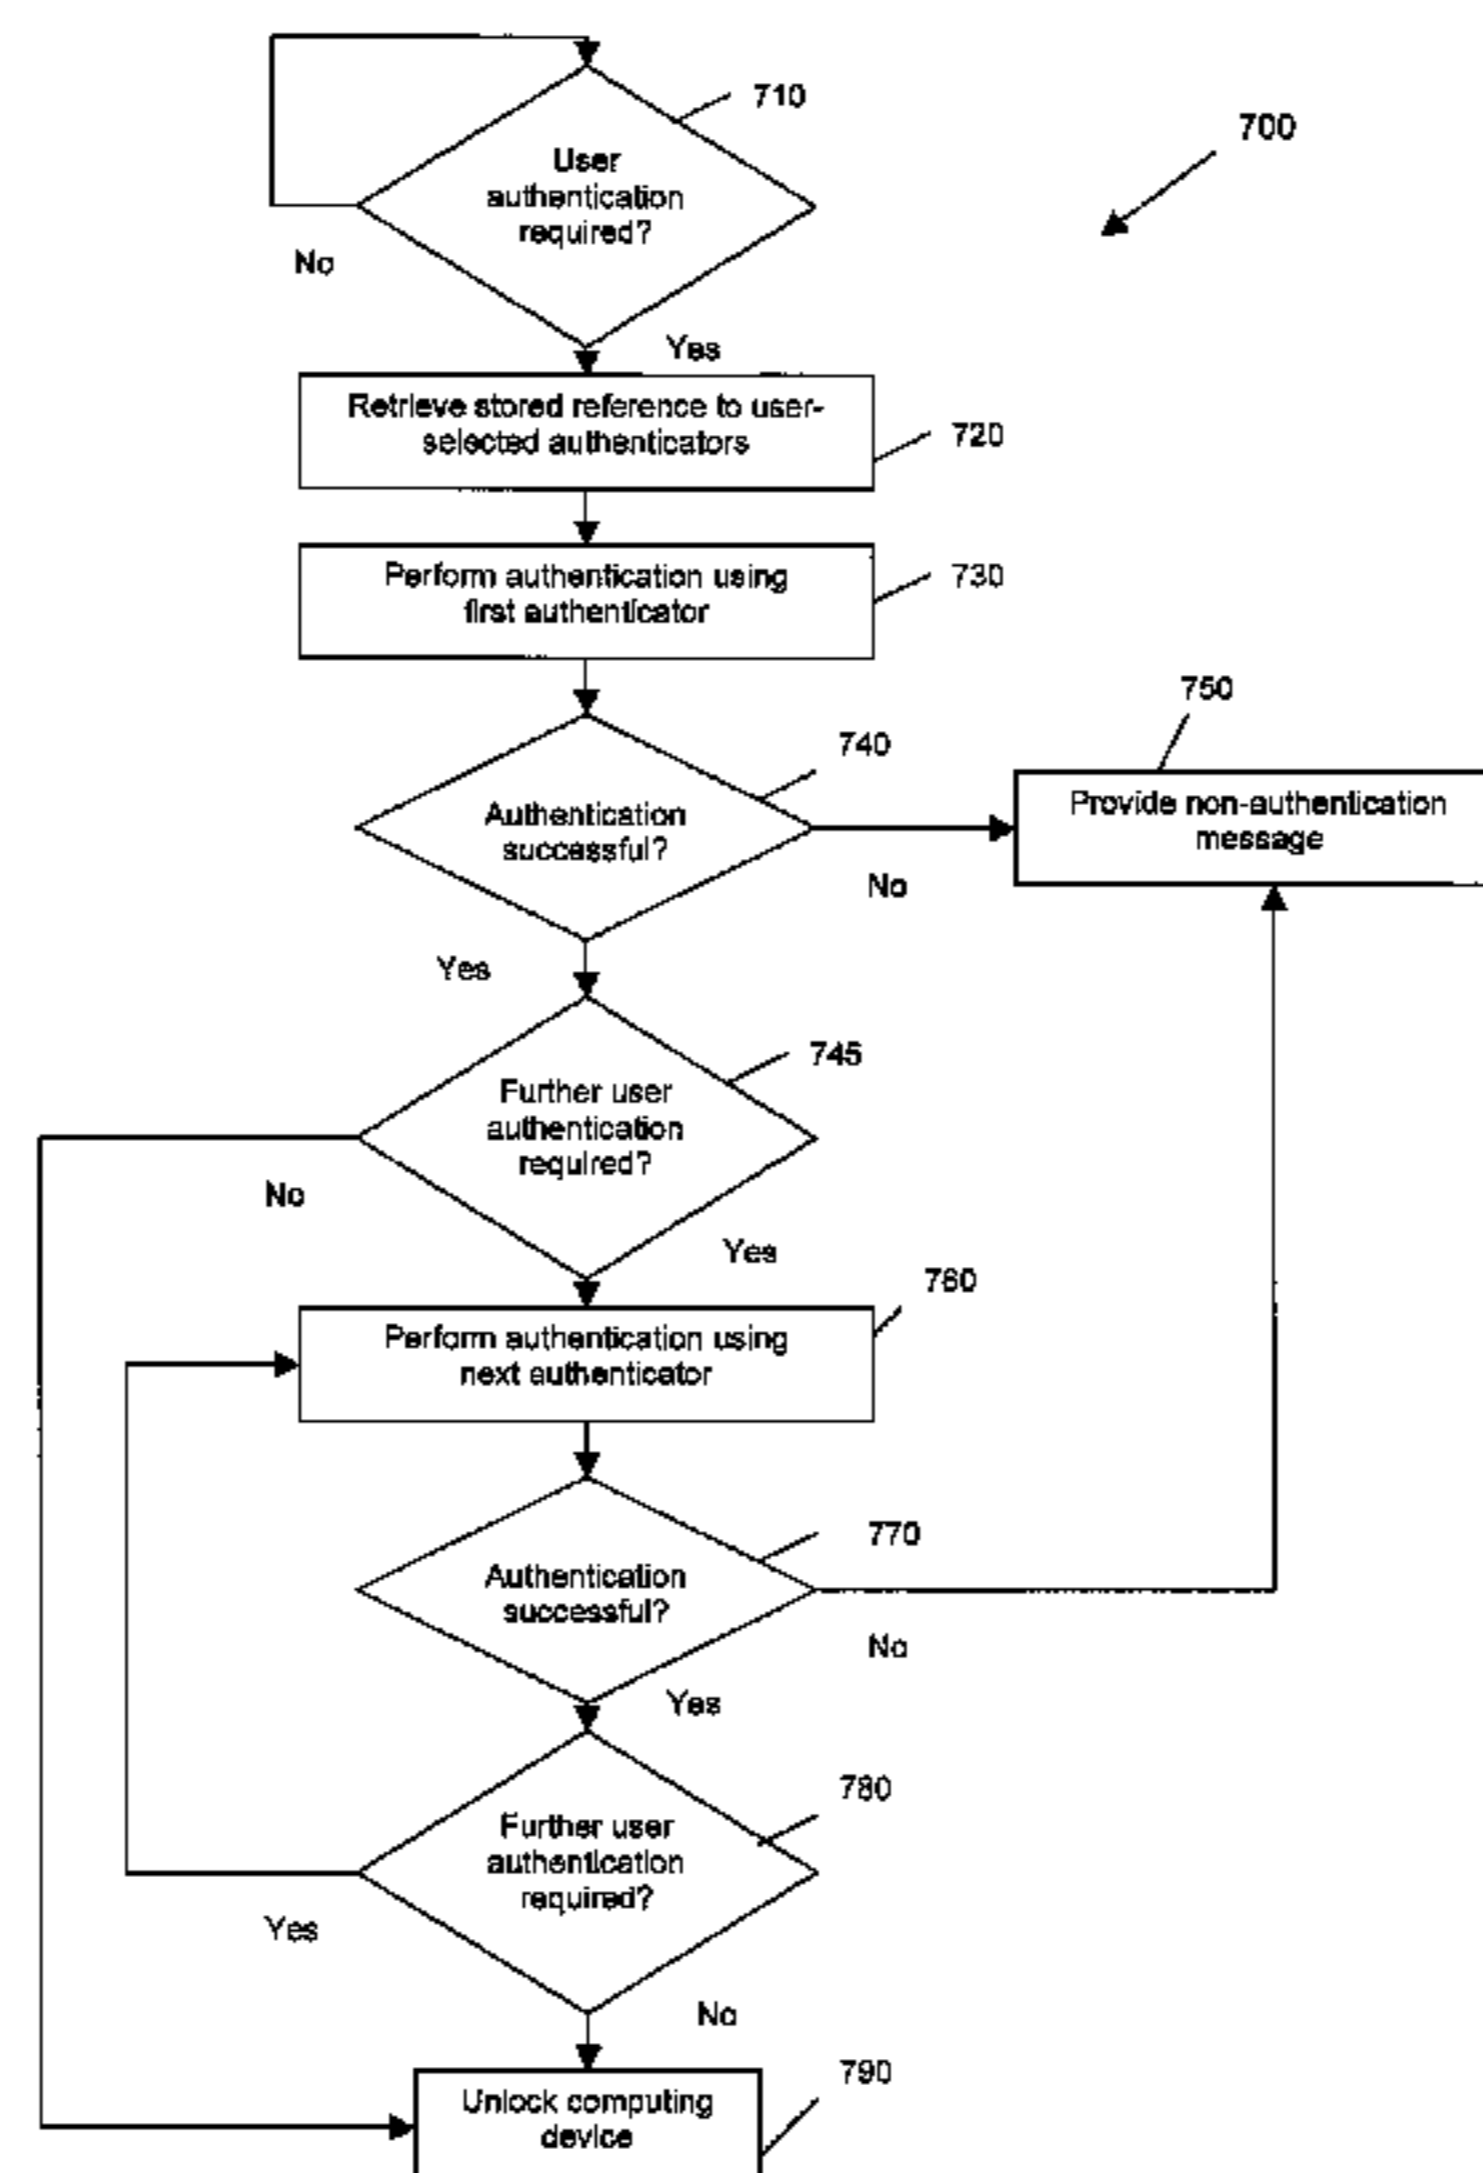 710
700
User
authentication
required?
No
Yes
Retrieve stored reference to user-
selected authenticators
720
Perform authentication using
first authenticator
730
750
740
Provide non-authentication
message
Authentication
successful?
No
Yes
745
Further user
authentication
required?
No
Yes
760
Perform authentication using
next authenticator
770
Authentication
successful?
No
Yes
780
Further user
authentication
required?
Yes
No
790
Unlock computing
device